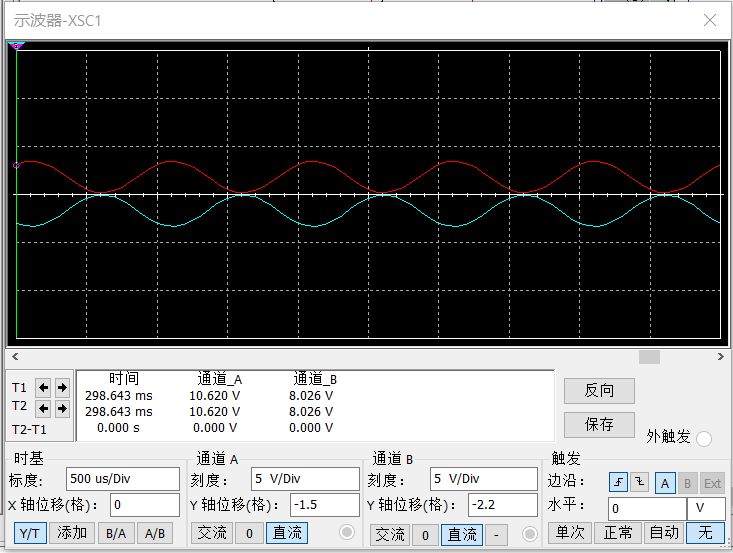 示波器-XSC1
时间 通道_A 通道_B
T1 298.643 ms 10.620 V 8.026 V
T2 298.643 ms 10.620 V 8.026 V
T2-T1 0.000 s 0.000 V 0.000 V
反向
保存
外触发
时基 通道 A 通道 B 触发
标度: 500 us/Div 刻度: 5 V/Div 刻度: 5 V/Div 边沿: A B Ext
X 轴位移(格): 0 Y 轴位移(格): -1.5 Y 轴位移(格): -2.2 水平: 0 V
Y/T 添加 B/A A/B 交流 0 直流 交流 0 直流 - 单次 正常 自动 无